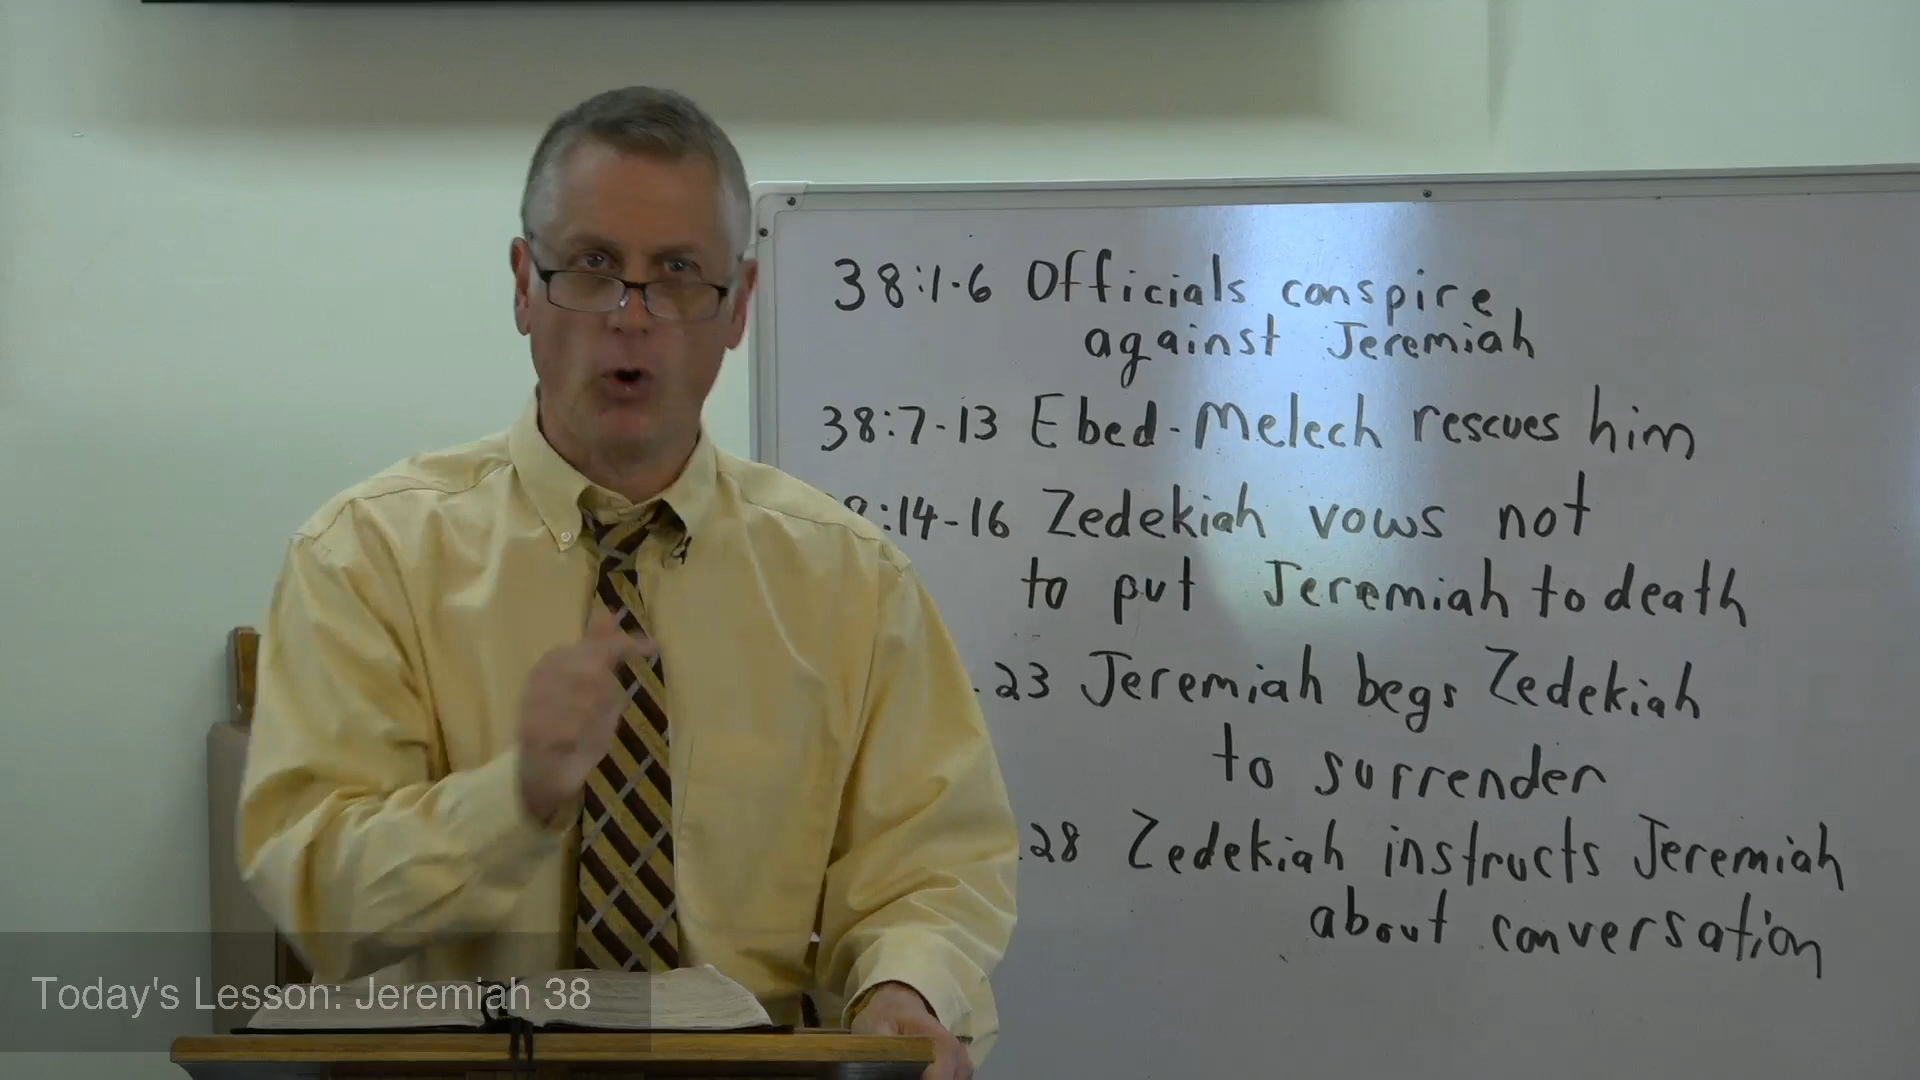 38:1-6 Officials conspire
against Jeremiah
38:7-13 Ebed-Melech rescues him
8:14-16 Zedekiah vows not
to put Jeremiah to death
-23 Jeremiah begs Zedekiah
to surrender
-28 Zedekiah instructs Jeremiah
about conversation
Today's Lesson: Jeremiah 38